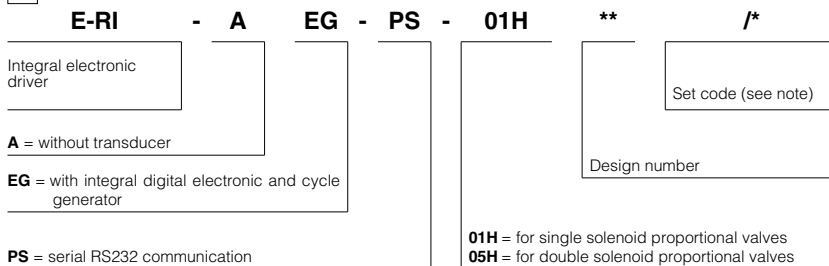 E-RI - A EG - PS - 01H ** /*
Integral electronic
driver
Set code (see note)
A = without transducer
Design number
EG = with integral digital electronic and cycle
generator
01H = for single solenoid proportional valves
PS = serial RS232 communication
05H = for double solenoid proportional valves